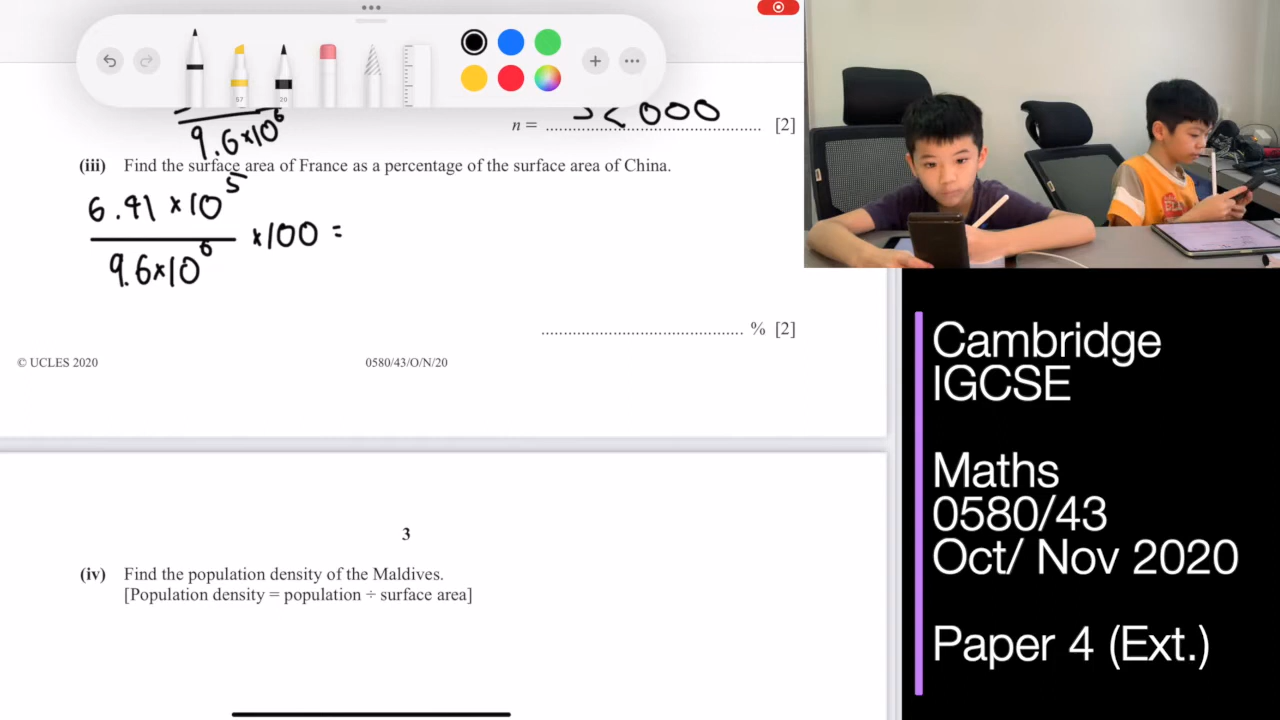 97
20
9.6×10⁶
n = ........ 52000 ........ [2]
(iii) Find the surface area of France as a percentage of the surface area of China.
6.41 × 10⁵
×100 =
9.6×10⁶
........ % [2]
© UCLES 2020 0580/43/O/N/20
3
(iv) Find the population density of the Maldives.
[Population density = population ÷ surface area]
Cambridge
IGCSE
Maths
0580/43
Oct/ Nov 2020
Paper 4 (Ext.)